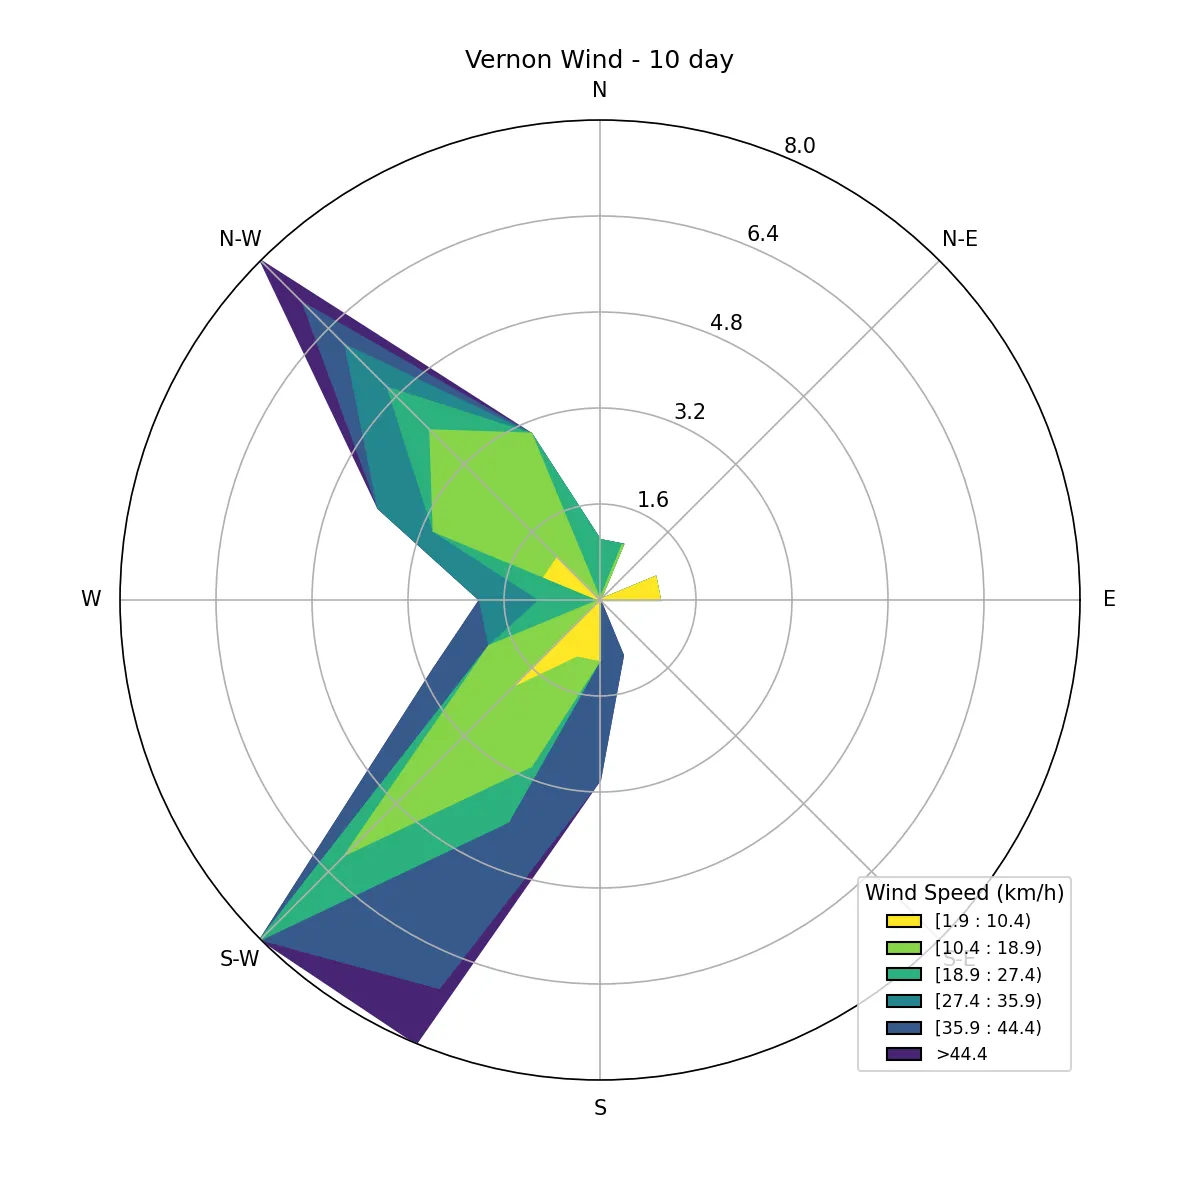 Vernon Wind - 10 day
N
8.0
N-W
6.4
N-E
4.8
3.2
1.6
W
E
S-W
S-E
S
Wind Speed (km/h)
[1.9 : 10.4)
[10.4 : 18.9)
[18.9 : 27.4)
[27.4 : 35.9)
[35.9 : 44.4)
>44.4